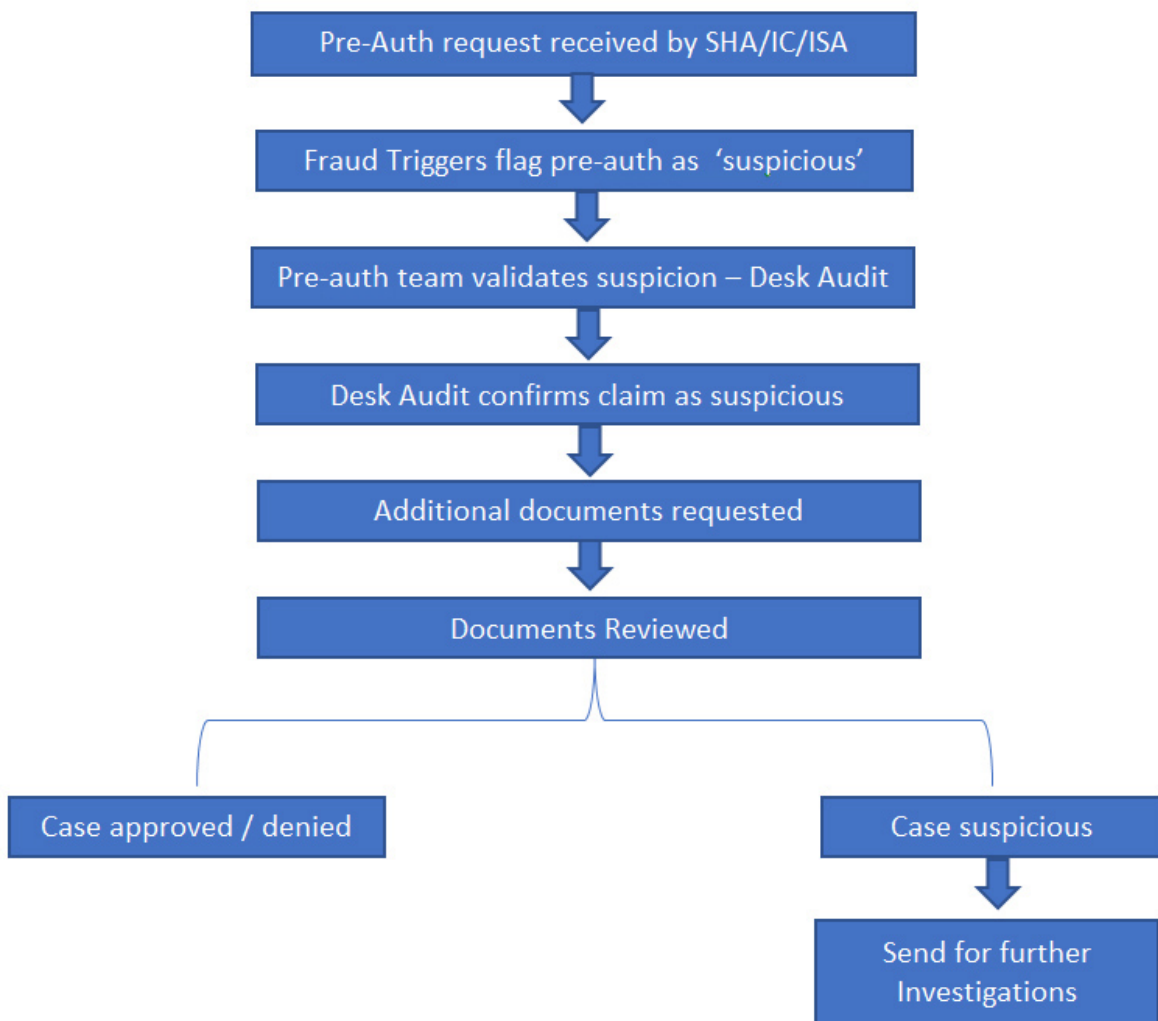 Pre-Auth request received by SHA/IC/ISA
Fraud Triggers flag pre-auth as ‘suspicious’
Pre-auth team validates suspicion – Desk Audit
Desk Audit confirms claim as suspicious
Additional documents requested
Documents Reviewed
Case approved / denied
Case suspicious
Send for further
Investigations